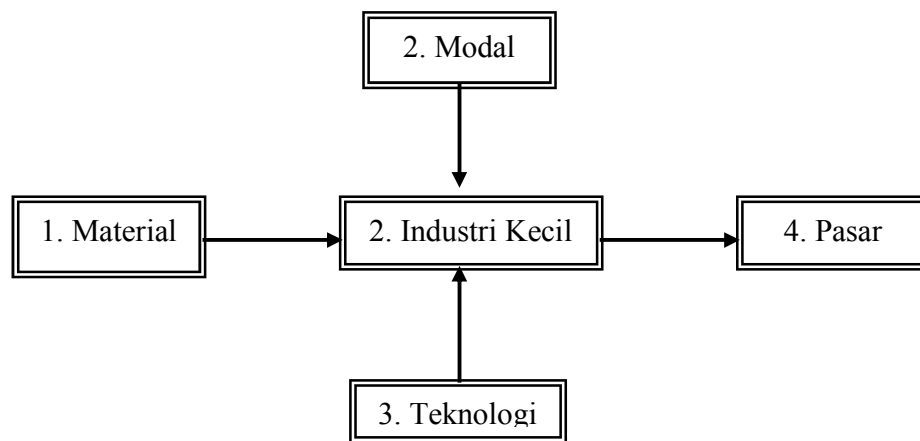 2. Modal
1. Material
2. Industri Kecil
4. Pasar
3. Teknologi